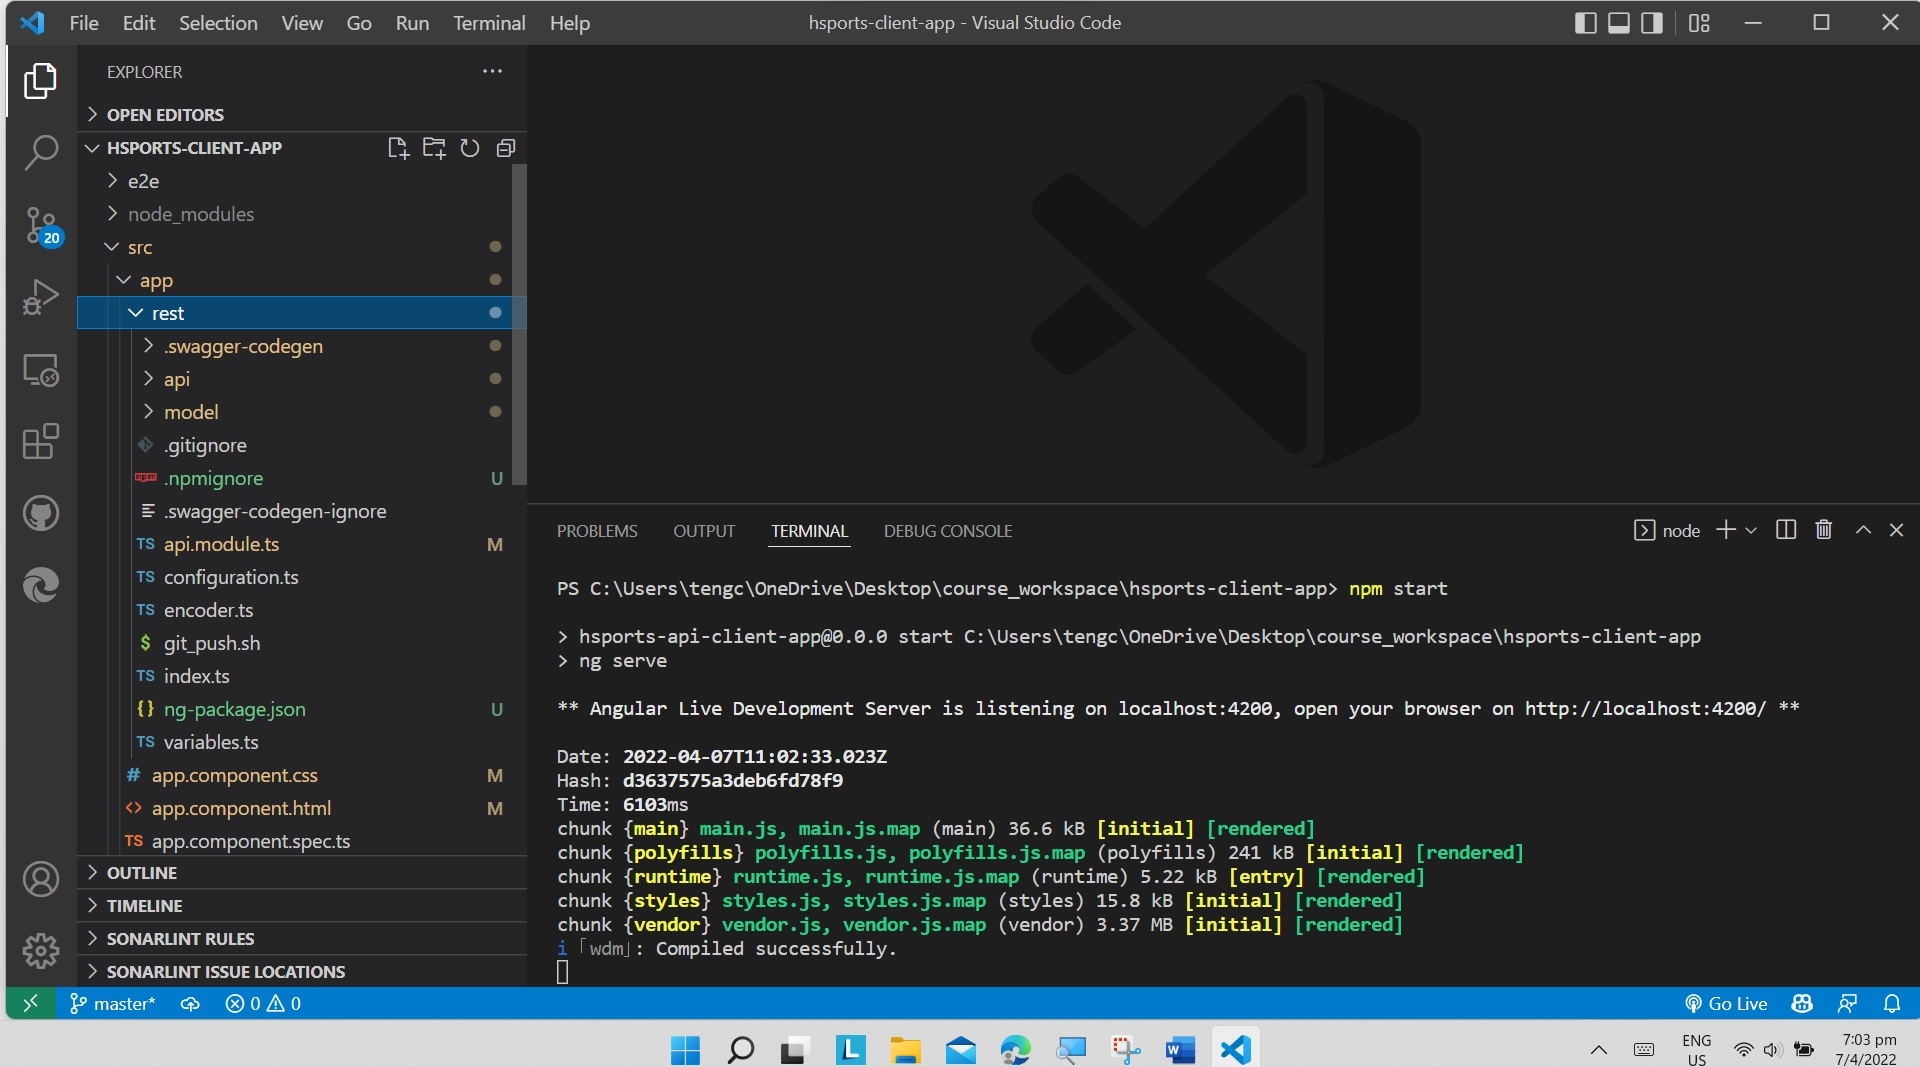 File Edit Selection View Go Run Terminal Help
hsports-client-app - Visual Studio Code
EXPLORER
OPEN EDITORS
HSPORTS-CLIENT-APP
e2e
node_modules
20
src
app
rest
.swagger-codegen
api
model
.gitignore
npm .npmignore U
.swagger-codegen-ignore
TS api.module.ts M
TS configuration.ts
TS encoder.ts
$ git_push.sh
TS index.ts
{} ng-package.json U
TS variables.ts
# app.component.css M
<> app.component.html M
TS app.component.spec.ts
OUTLINE
TIMELINE
SONARLINT RULES
SONARLINT ISSUE LOCATIONS
PROBLEMS OUTPUT TERMINAL DEBUG CONSOLE
node
PS C:\Users\tengc\OneDrive\Desktop\course_workspace\hsports-client-app> npm start
> hsports-api-client-app@0.0.0 start C:\Users\tengc\OneDrive\Desktop\course_workspace\hsports-client-app
> ng serve
** Angular Live Development Server is listening on localhost:4200, open your browser on http://localhost:4200/ **
Date: 2022-04-07T11:02:33.023Z
Hash: d3637575a3deb6fd78f9
Time: 6103ms
chunk {main} main.js, main.js.map (main) 36.6 kB [initial] [rendered]
chunk {polyfills} polyfills.js, polyfills.js.map (polyfills) 241 kB [initial] [rendered]
chunk {runtime} runtime.js, runtime.js.map (runtime) 5.22 kB [entry] [rendered]
chunk {styles} styles.js, styles.js.map (styles) 15.8 kB [initial] [rendered]
chunk {vendor} vendor.js, vendor.js.map (vendor) 3.37 MB [initial] [rendered]
i ｢wdm｣: Compiled successfully.
master* 0 0
Go Live
L
W
ENG
US
7:03 pm
7/4/2022